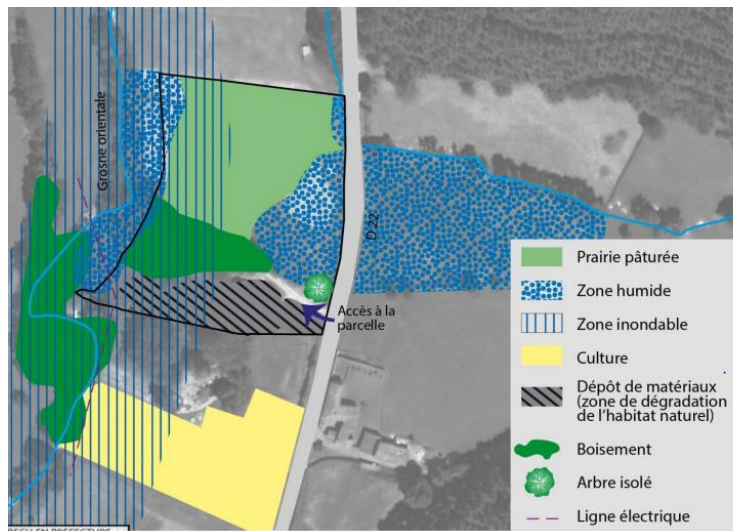 Grosne orientale
D 22
Accès à la
parcelle
Prairie pâturée
Zone humide
Zone inondable
Culture
Dépôt de matériaux
(zone de dégradation
de l'habitat naturel)
Boisement
Arbre isolé
Ligne électrique